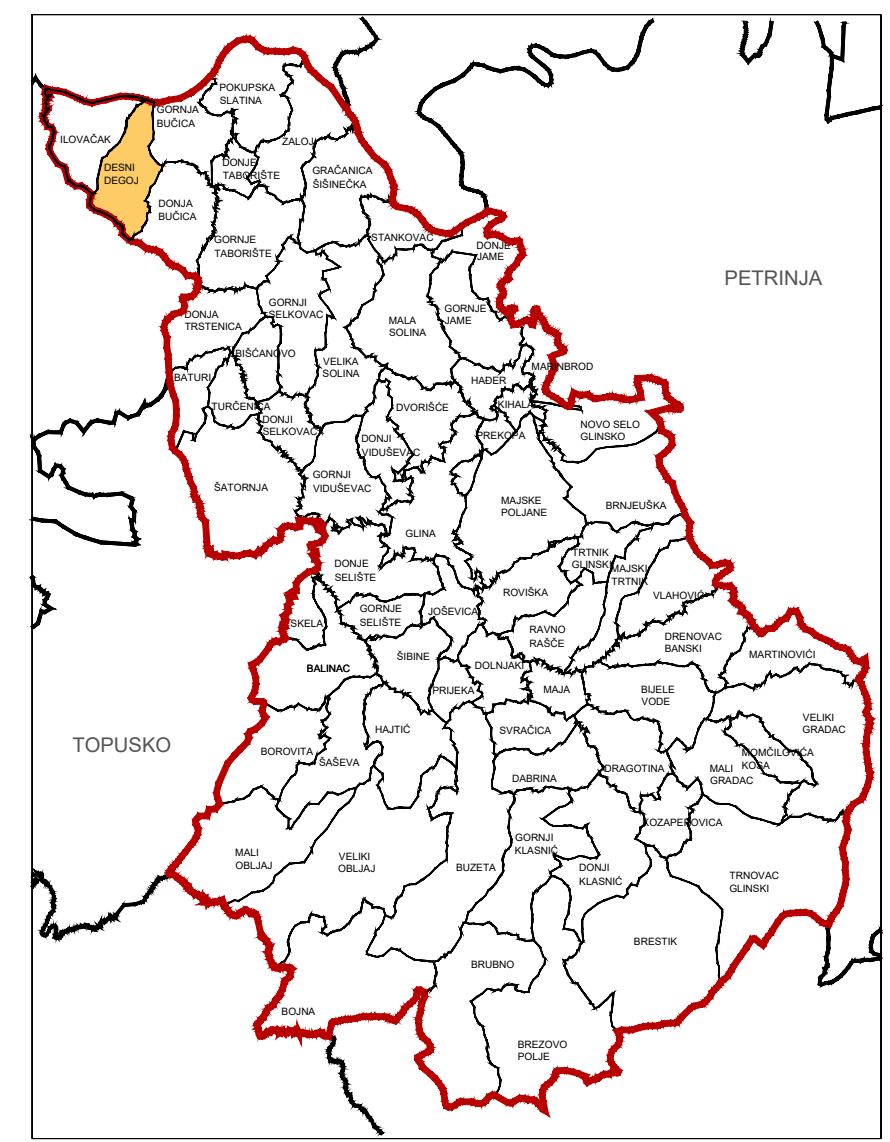 POKUPSKA
SLATINA
GORNJA
BUČICA
ILOVAČAK
ZALOJ
DESNI
DEGOJ
DONJE
TABORIŠTE
GRAČANICA
ŠIŠINEČKA
DONJA
BUČICA
GORNJE
TABORIŠTE
STANKOVAC
DONJE
JAME
PETRINJA
DONJA
TRSTENICA
GORNJI
SELKOVAC
MALA
SOLINA
GORNJE
JAME
BIŠĆANOVO
VELIKA
SOLINA
MARINBROD
BATURI
HAĐER
TURČENICA
DVORIŠĆE
KIHALAC
DONJI
SELKOVAC
NOVO SELO
GLINSKO
DONJI
VIDUŠEVAC
PREKOPA
GORNJI
VIDUŠEVAC
ŠATORNJA
MAJSKE
POLJANE
BRNJEUŠKA
GLINA
DONJE
SELIŠTE
TRTNIK
GLINSKI
MAJSKI
TRTNIK
ROVIŠKA
VLAHOVIĆ
SKELA
GORNJE
SELIŠTE
JOŠEVICA
RAVNO
RAŠČE
DRENOVAC
BANSKI
MARTINOVIĆI
BALINAC
ŠIBINE
DOLNJAKI
PRIJEKA
MAJA
BIJELE
VODE
VELIKI
GRADAC
TOPUSKO
BOROVITA
HAJTIĆ
SVRAČICA
ŠAŠEVA
DABRINA
DRAGOTINA
MALI
GRADAC
MOMČILOVIĆA
KOSA
KOZAPEROVICA
MALI
OBLJAJ
VELIKI
OBLJAJ
BUZETA
GORNJI
KLASNIĆ
DONJI
KLASNIĆ
TRNOVAC
GLINSKI
BRESTIK
BRUBNO
BOJNA
BREZOVO
POLJE